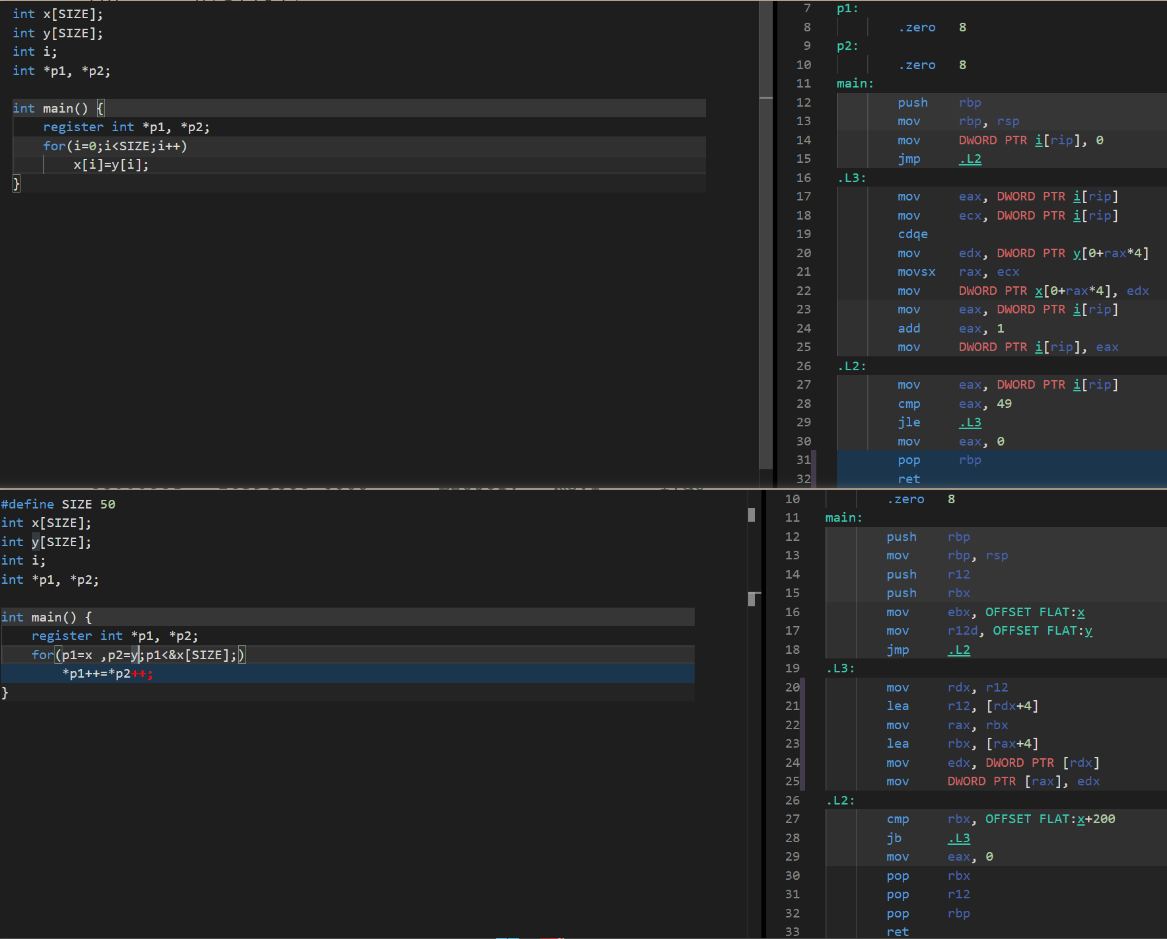 int x[SIZE];
int y[SIZE];
int i;
int *p1, *p2;
int main() {
register int *p1, *p2;
for(i=0;i<SIZE;i++)
x[i]=y[i];
}
7 p1:
8 .zero 8
9 p2:
10 .zero 8
11 main:
12 push rbp
13 mov rbp, rsp
14 mov DWORD PTR i[rip], 0
15 jmp .L2
16 .L3:
17 mov eax, DWORD PTR i[rip]
18 mov ecx, DWORD PTR i[rip]
19 cdqe
20 mov edx, DWORD PTR y[0+rax*4]
21 movsx rax, ecx
22 mov DWORD PTR x[0+rax*4], edx
23 mov eax, DWORD PTR i[rip]
24 add eax, 1
25 mov DWORD PTR i[rip], eax
26 .L2:
27 mov eax, DWORD PTR i[rip]
28 cmp eax, 49
29 jle .L3
30 mov eax, 0
31 pop rbp
32 ret
#define SIZE 50
int x[SIZE];
int y[SIZE];
int i;
int *p1, *p2;
int main() {
register int *p1, *p2;
for(p1=x ,p2=y;p1<&x[SIZE];)
*p1++=*p2++;
}
10 .zero 8
11 main:
12 push rbp
13 mov rbp, rsp
14 push r12
15 push rbx
16 mov ebx, OFFSET FLAT:x
17 mov r12d, OFFSET FLAT:y
18 jmp .L2
19 .L3:
20 mov rdx, r12
21 lea r12, [rdx+4]
22 mov rax, rbx
23 lea rbx, [rax+4]
24 mov edx, DWORD PTR [rdx]
25 mov DWORD PTR [rax], edx
26 .L2:
27 cmp rbx, OFFSET FLAT:x+200
28 jb .L3
29 mov eax, 0
30 pop rbx
31 pop r12
32 pop rbp
33 ret